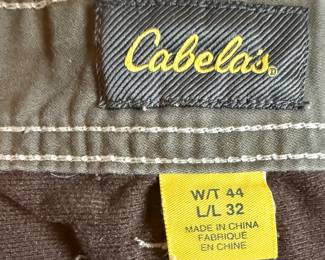 Cabela's
W/T 44
L/L 32
MADE IN CHINA
FABRIQUÉ
EN CHINE